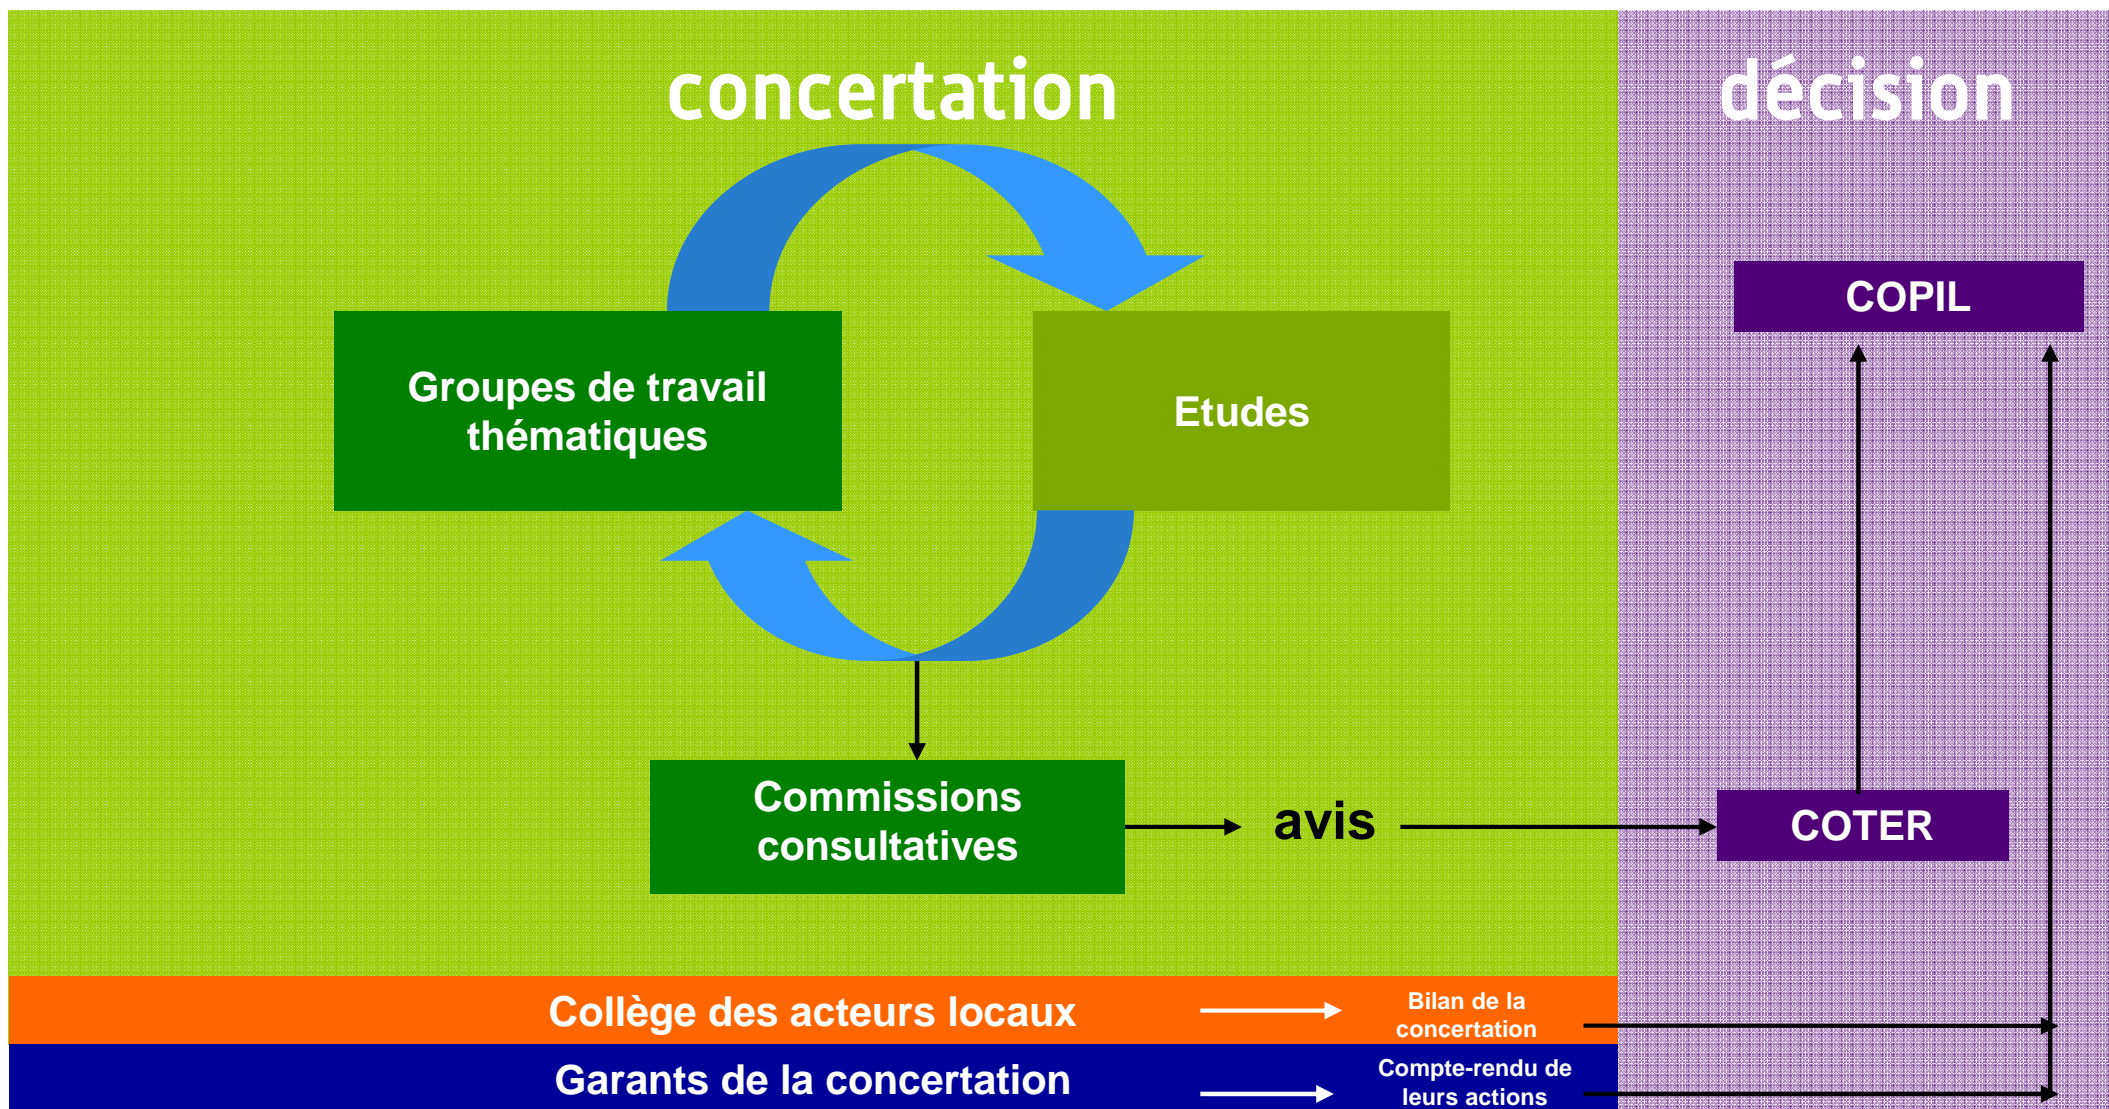 concertation
décision
COPIL
Groupes de travail
thématiques
Etudes
Commissions
consultatives
avis
COTER
Collège des acteurs locaux
Bilan de la
concertation
Garants de la concertation
Compte-rendu de
leurs actions